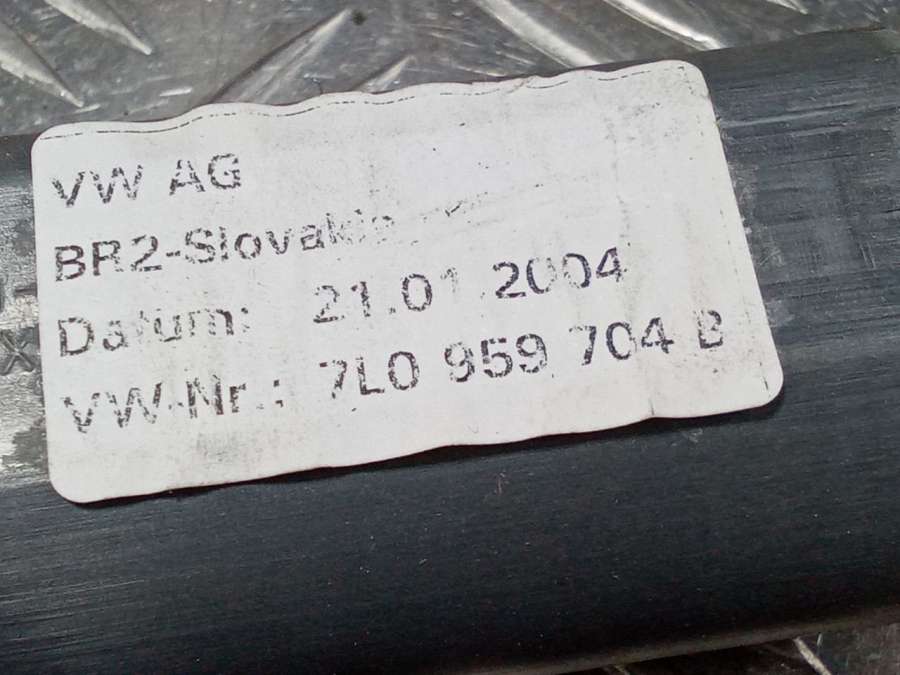 VW AG
BR2-Slovakia
Datum: 21.01.2004
VW-Nr.: 7L0 959 704 B